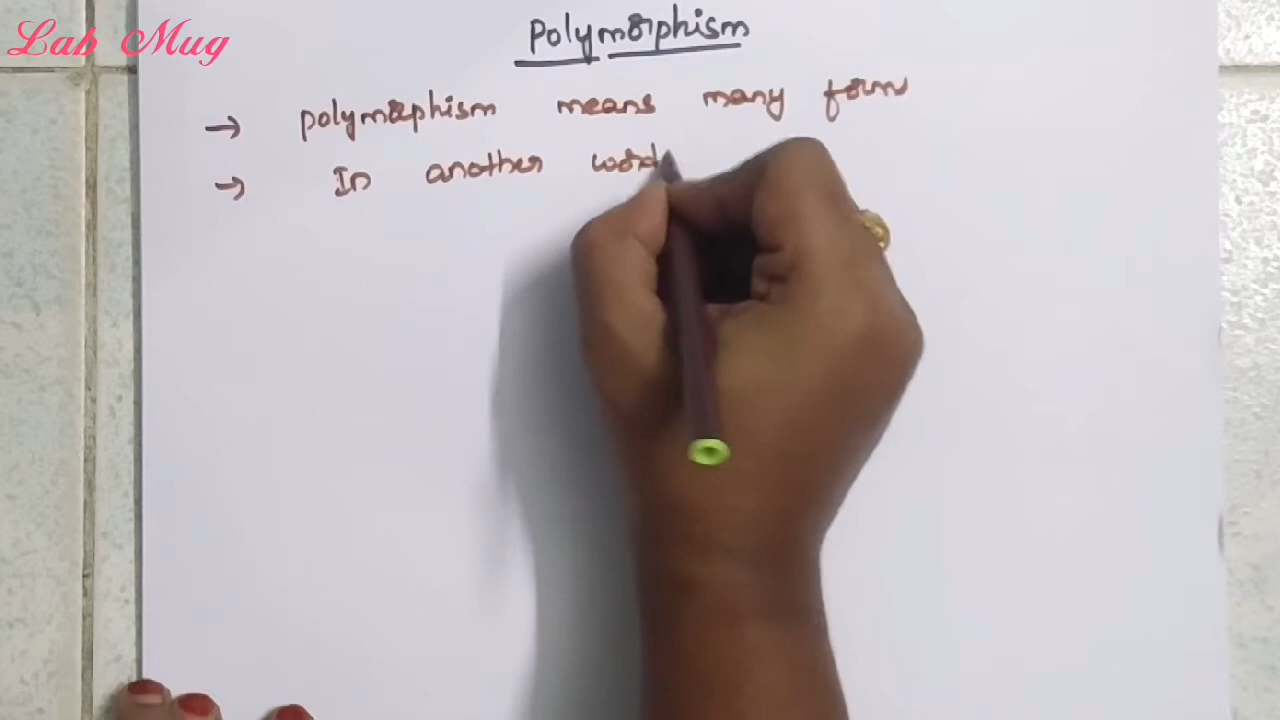 Lab Mug
Polymorphism
→ polymorphism means many form
→ In another word